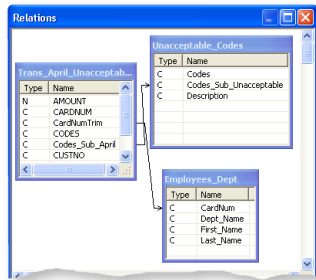 Relations
Unacceptable_Codes
Type Name
C Codes
C Codes_Sub_Unacceptable
C Description
Trans_April_Unacceptab...
Type Name
N AMOUNT
C CARDNUM
C CardNumTrim
C CODES
C Codes_Sub_April
C CUSTNO
Employees_Dept
Type Name
C CardNum
C Dept_Name
C First_Name
C Last_Name